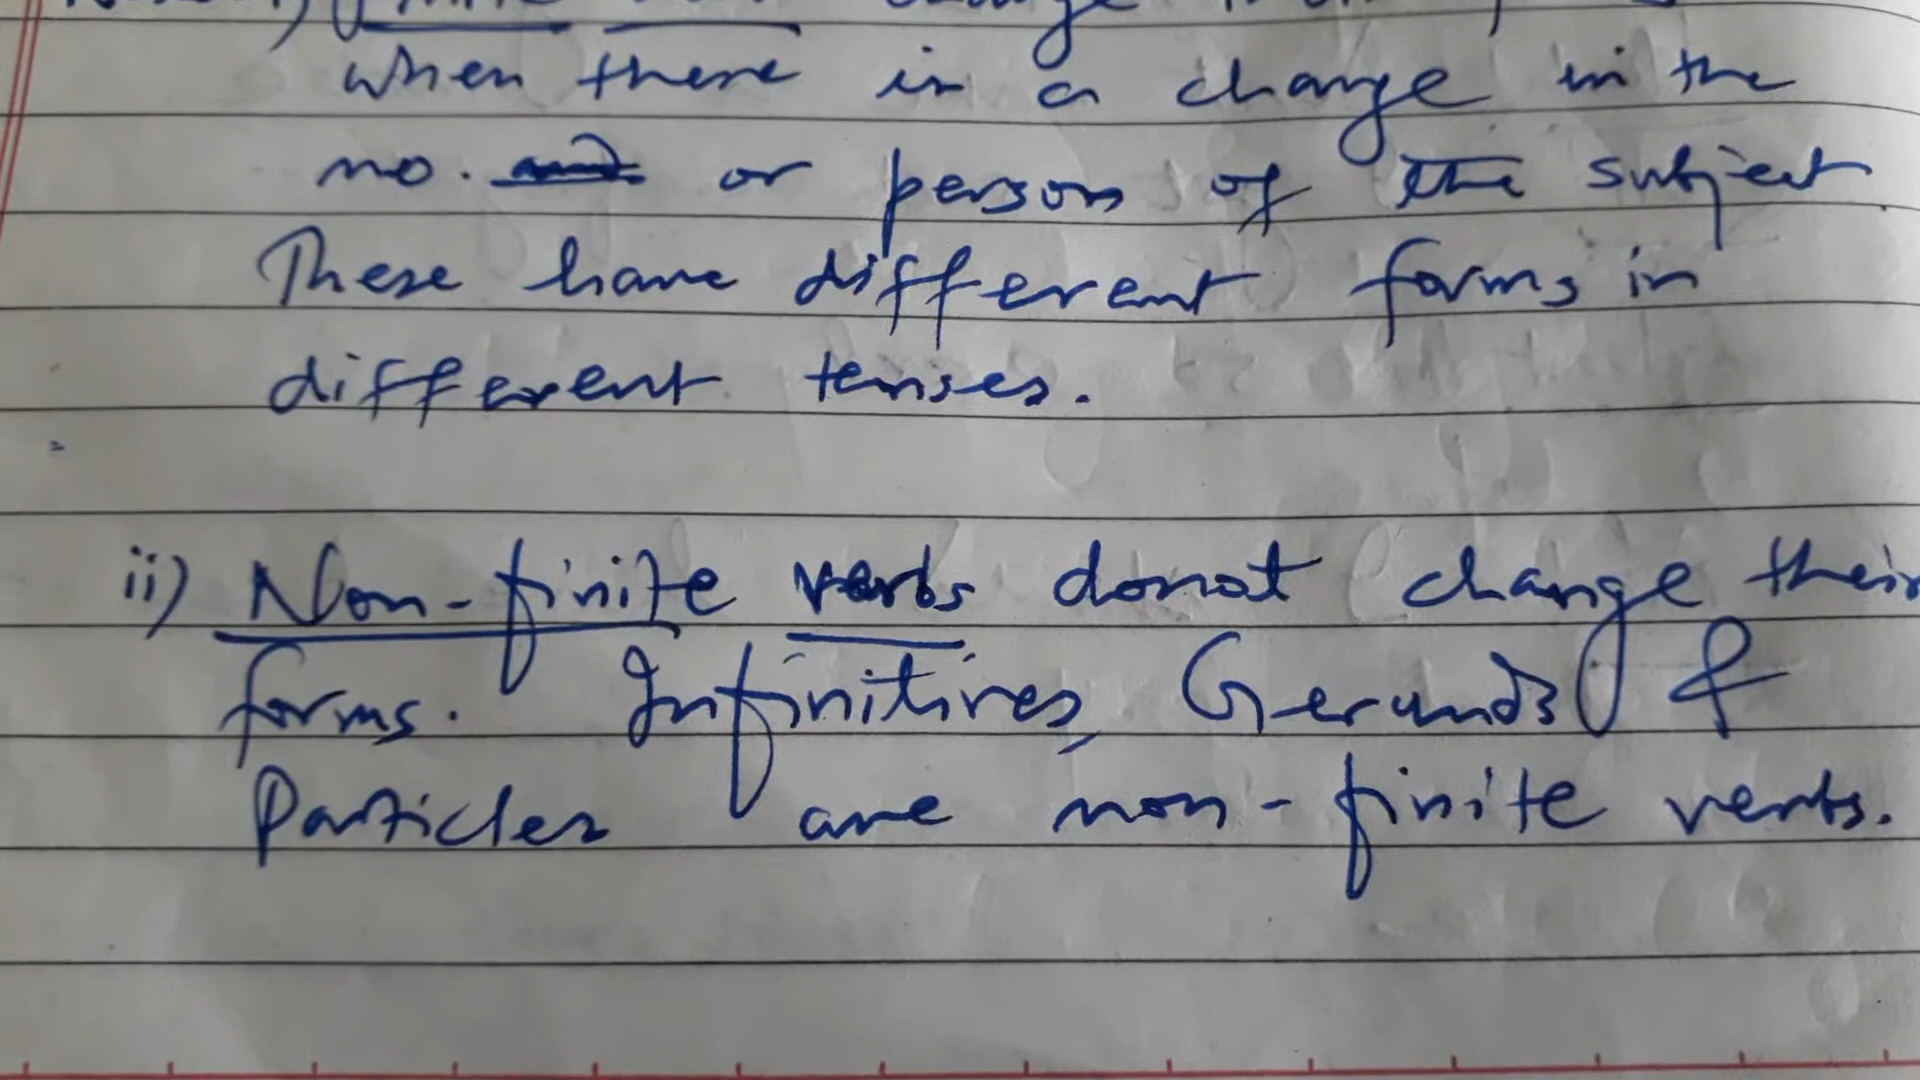 change
when there is a change in the
no. or person of the subject
These have different forms in
different tenses.
ii) Non-finite verbs donot change their
forms. Infinitives, Gerunds &
Particles are non-finite verbs.